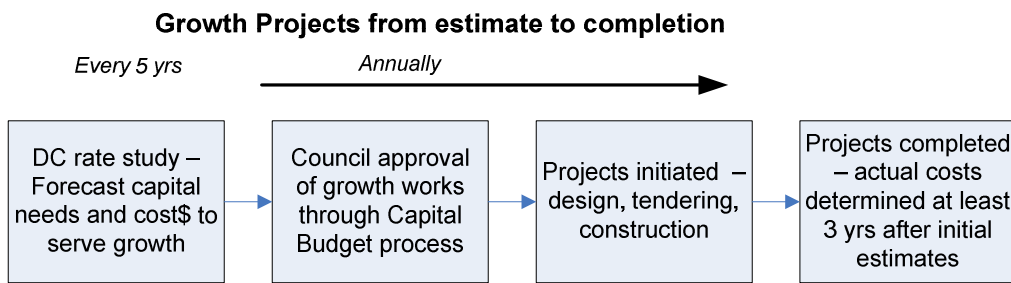 Growth Projects from estimate to completion
Every 5 yrs
Annually
DC rate study –
Forecast capital
needs and cost$ to
serve growth
Council approval
of growth works
through Capital
Budget process
Projects initiated –
design, tendering,
construction
Projects completed
– actual costs
determined at least
3 yrs after initial
estimates